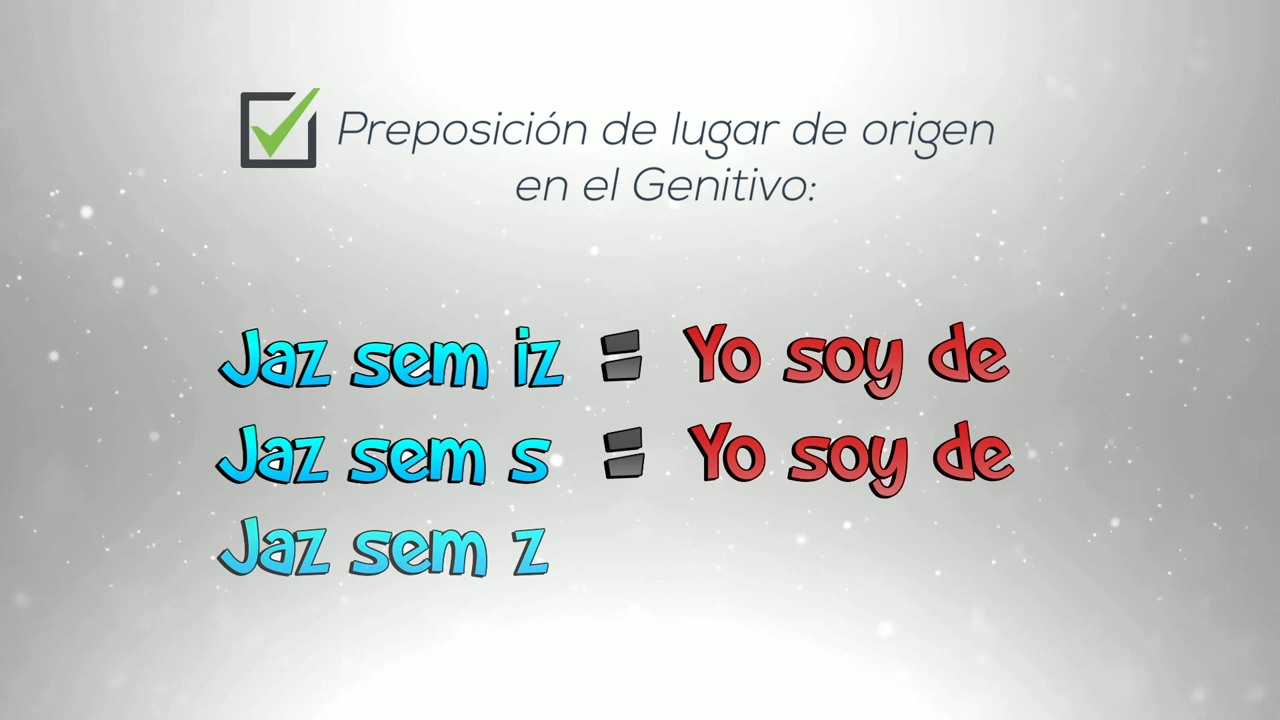 Preposición de lugar de origen
en el Genitivo:
Jaz sem iz = Yo soy de
Jaz sem s = Yo soy de
Jaz sem z